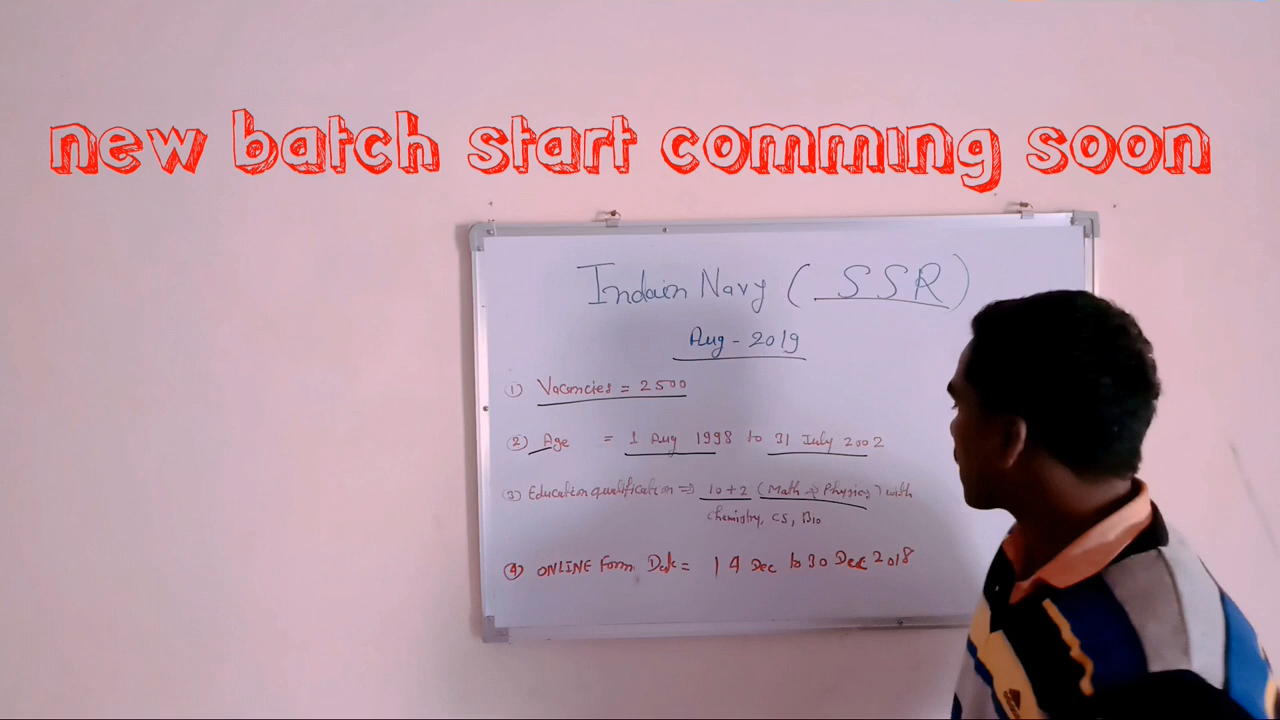 new batch start comming soon
Indain Navy ( SSR )
Aug - 2019
① Vacancies = 2500
② Age = 1 Aug 1998 to 31 July 2002
③ Education qualification ⇒ 10+2 ( Math → Physics ) with
Chemistry, CS, Bio
④ ONLINE Form Date = 14 Dec to 30 Dec 2018